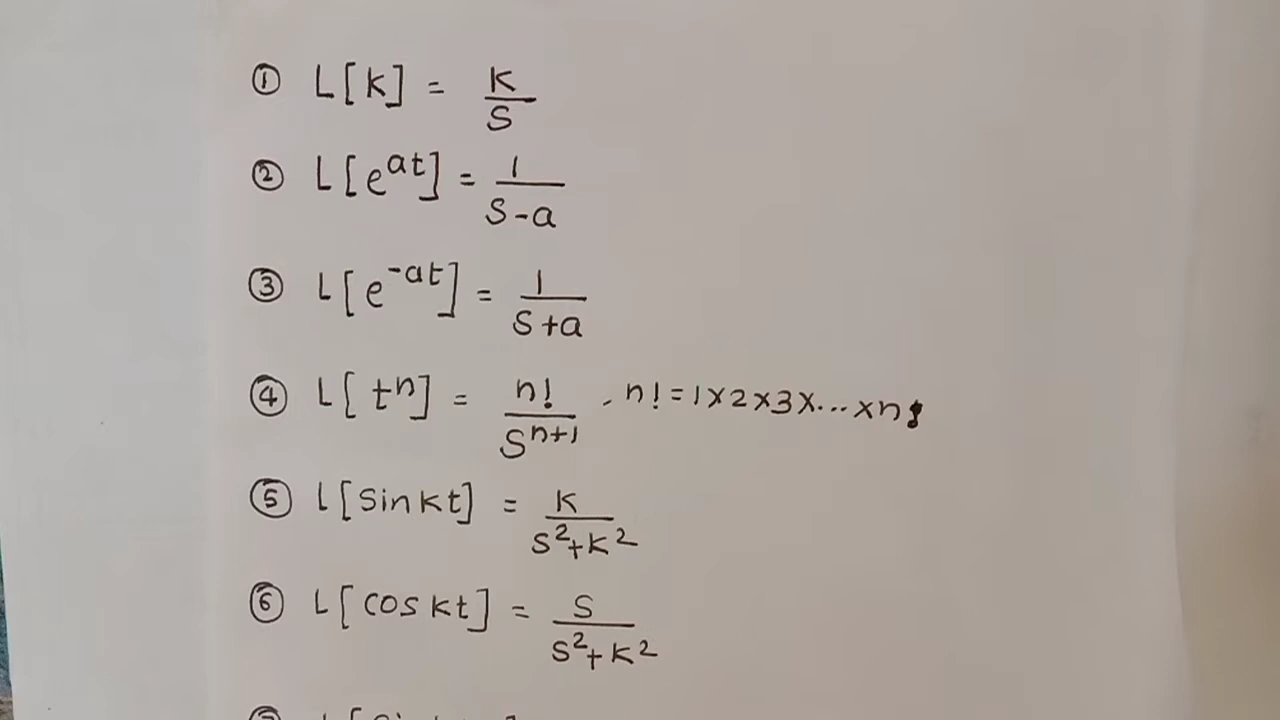 ① L[k] = k/s
② L[e^at] = 1/(s-a)
③ L[e^-at] = 1/(s+a)
④ L[t^n] = n!/s^(n+1) , n! = 1×2×3×...×n
⑤ L[sinkt] = k/(s²+k²)
⑥ L[coskt] = s/(s²+k²)